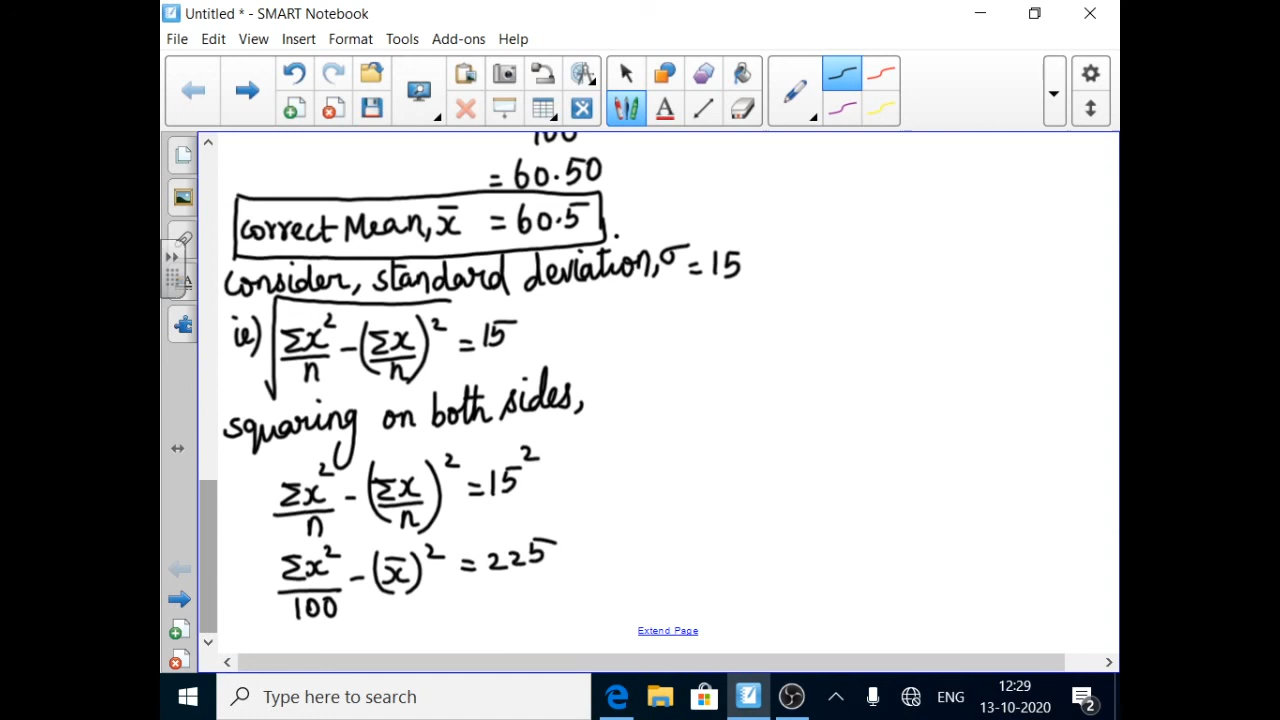 Untitled * - SMART Notebook
File Edit View Insert Format Tools Add-ons Help
100
= 60.50
correct Mean, x̄ = 60.5.
consider, standard deviation, σ = 15
ie) √(Σx²/n - (Σx/n)²) = 15
squaring on both sides,
Σx²/n - (Σx/n)² = 15²
Σx²/100 - (x̄)² = 225
Extend Page
Type here to search
ENG
12:29
13-10-2020
2